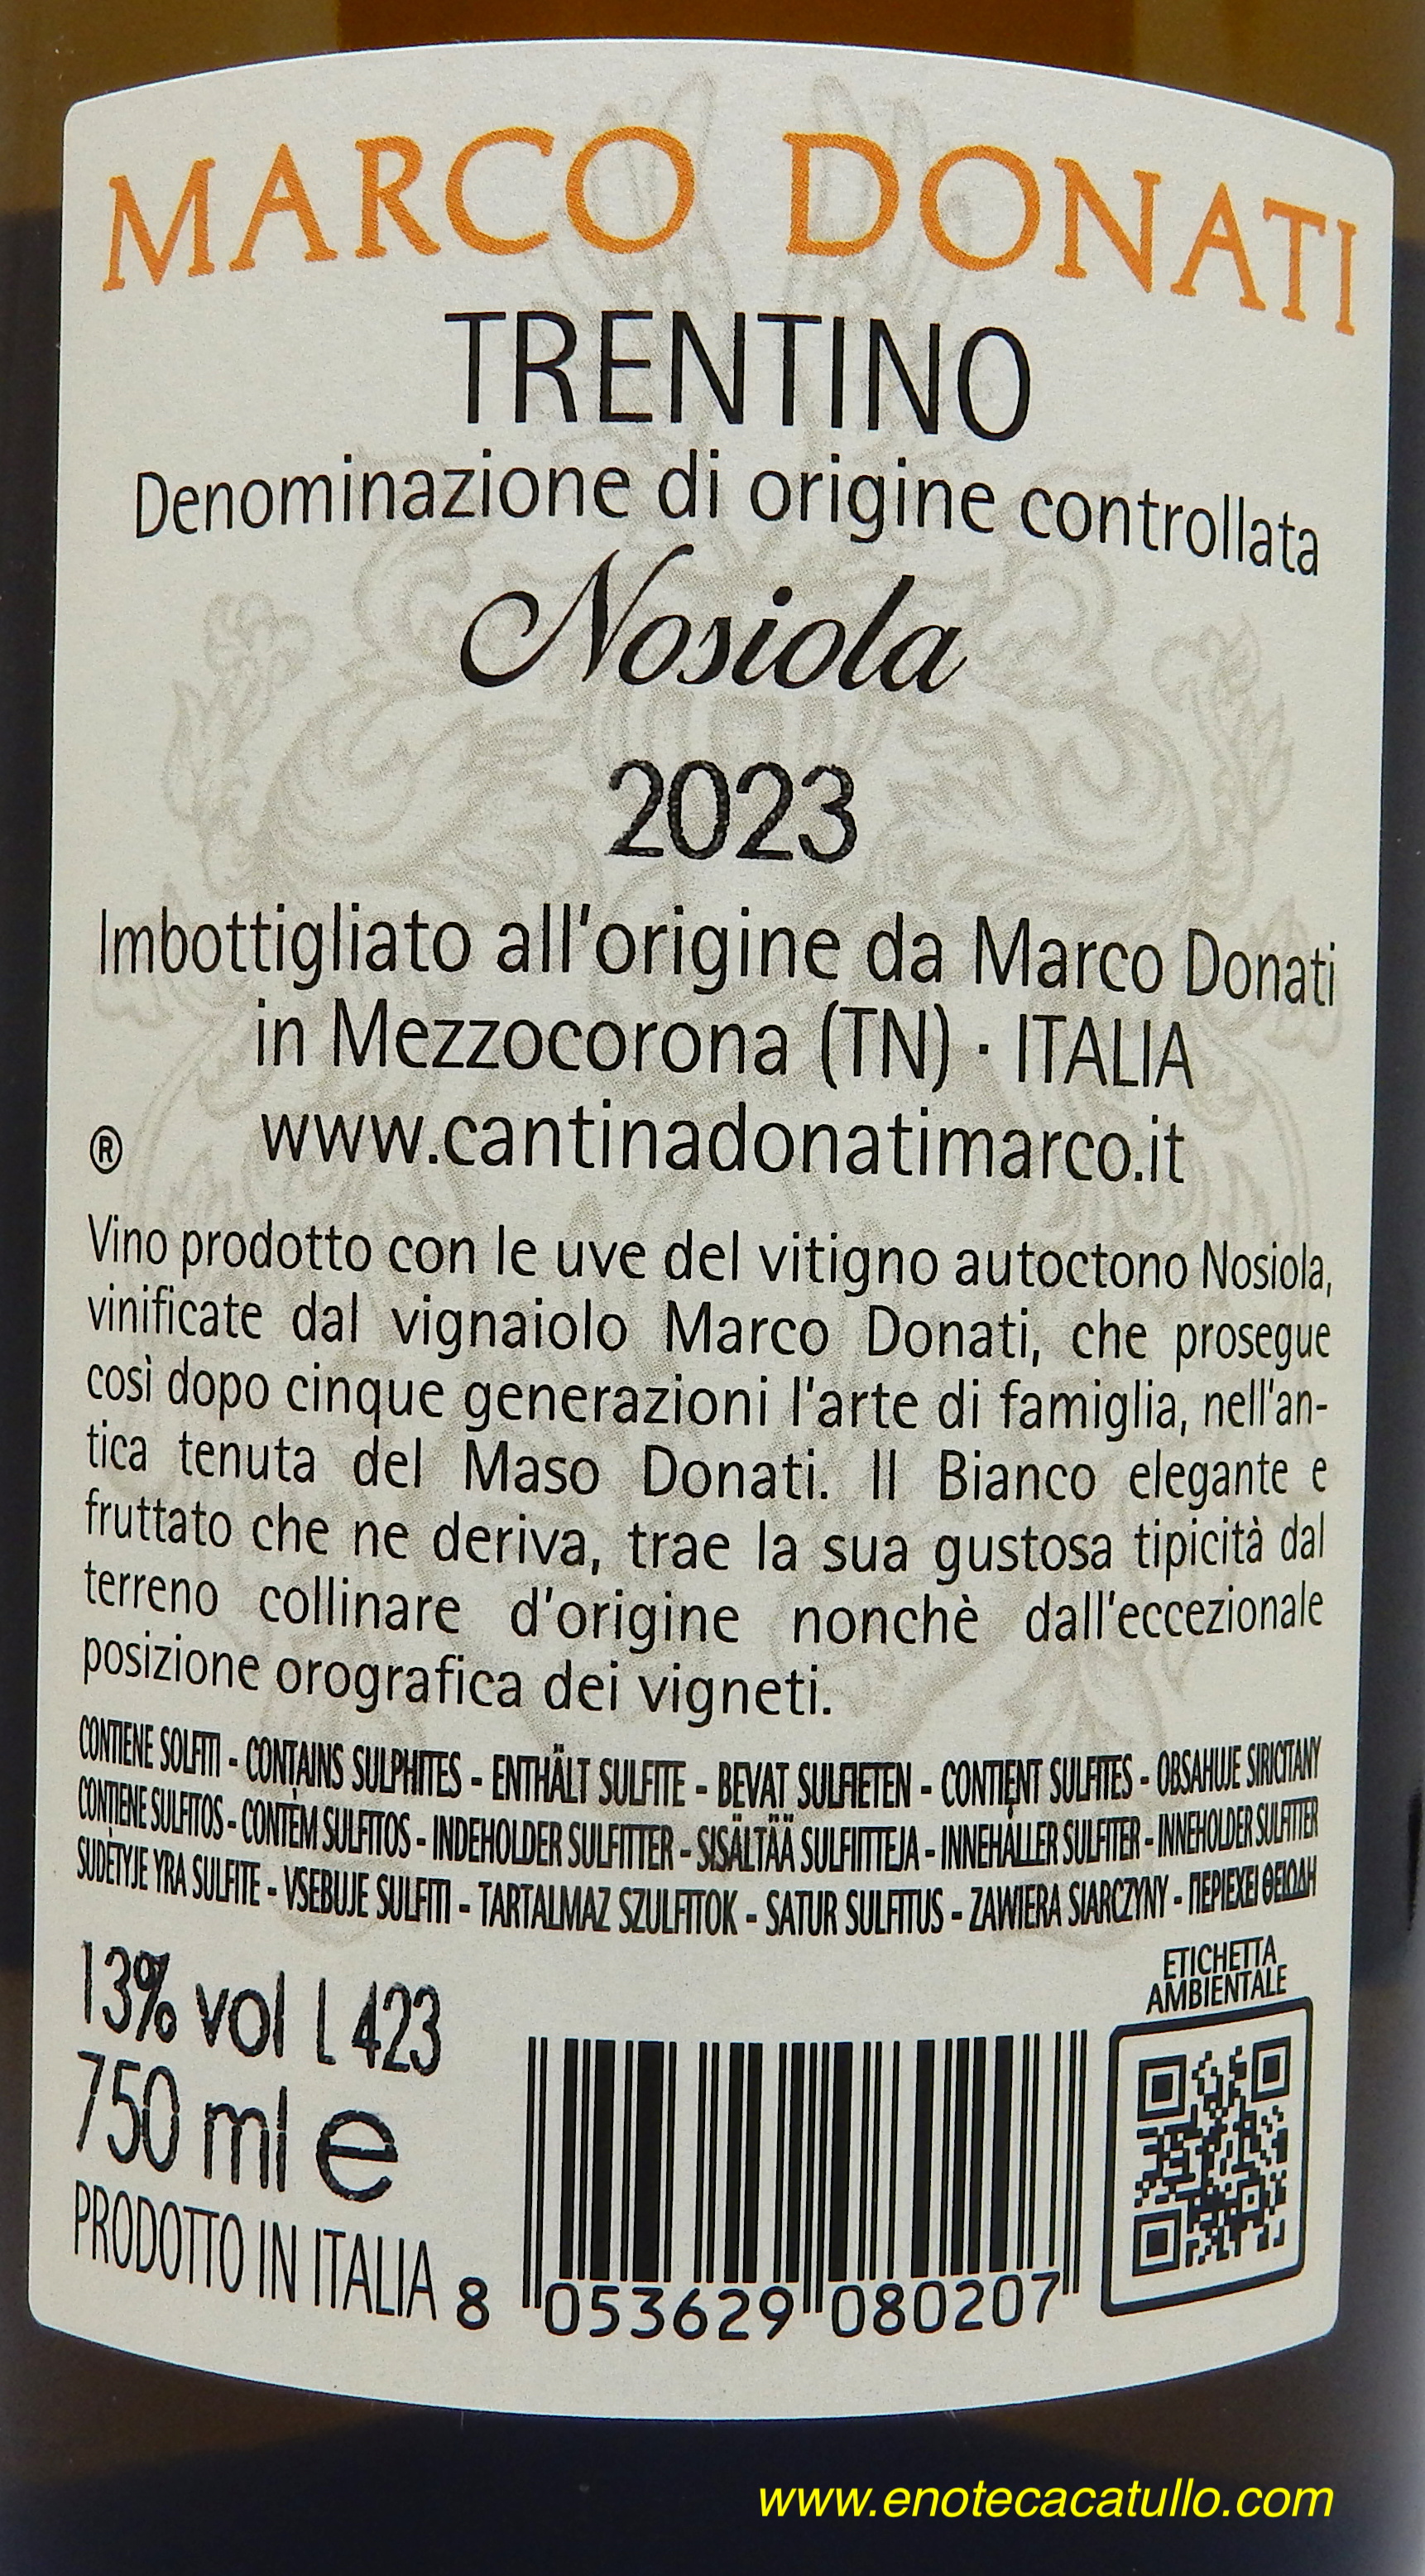 MARCO DONATI
TRENTINO
Denominazione di origine controllata
Nosiola
2023
Imbottigliato all'origine da Marco Donati
in Mezzocorona (TN) · ITALIA
® www.cantinadonatimarco.it
Vino prodotto con le uve del vitigno autoctono Nosiola,
vinificate dal vignaiolo Marco Donati, che prosegue
così dopo cinque generazioni l'arte di famiglia, nell'an-
tica tenuta del Maso Donati. Il Bianco elegante e
fruttato che ne deriva, trae la sua gustosa tipicità dal
terreno collinare d'origine nonchè dall'eccezionale
posizione orografica dei vigneti.
CONTIENE SOLFITI - CONTAINS SULPHITES - ENTHÄLT SULFITE - BEVAT SULFIETEN - CONTIENT SULFITES - OBSAHUJE SIRICITANY
CONTIENE SULFITOS - CONTÉM SULFITOS - INDEHOLDER SULFITTER - SISÄLTÄÄ SULFIITTEJA - INNEHÅLLER SULFITER - INNEHOLDER SULFITTER
SUDĖTYJE YRA SULFITE - VSEBUJE SULFITI - TARTALMAZ SZULFITOK - SATUR SULFITUS - ZAWIERA SIARCZYNY - ΠΕΡΙΕΧΕΙ ΘΕΙΩΔΗ
13% vol L 423
750 ml e
PRODOTTO IN ITALIA
8 053629 080207
ETICHETTA
AMBIENTALE
www.enotecacatullo.com